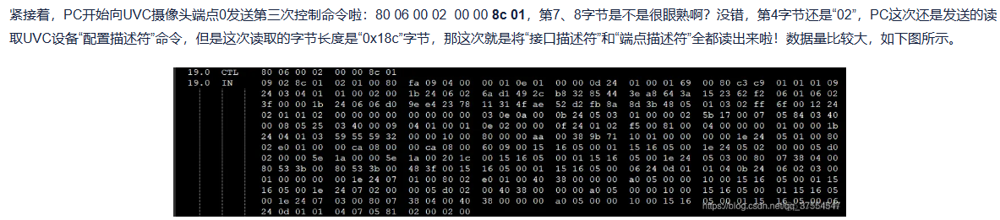 紧接着，PC开始向UVC摄像头端点0发送第三次控制命令啦：80 06 00 02 00 00 8c 01，第7、8字节是不是很眼熟啊？没错，第4字节还是“02”，PC这次还是发送的读
取UVC设备“配置描述符”命令，但是这次读取的字节长度是“0x18c”字节，那这次就是将“接口描述符”和“端点描述符”全都读出来啦！数据量比较大，如下图所示。
19.0 CTL 80 06 00 02 00 00 8c 01
19.0 IN 09 02 8c 01 02 01 00 80 fa 09 04 00 00 01 0e 01 00 00 0d 24 01 00 01 69 00 80 c3 c9 01 01 01 09
24 03 04 01 01 00 02 00 1b 24 06 02 6a d1 49 2c b8 32 85 44 3e a8 64 3a 15 23 62 f2 06 01 06 02
3f 00 00 1b 24 06 06 d0 9e e4 23 78 11 31 4f ae 52 d2 fb 8a 8d 3b 48 05 01 03 02 ff 6f 00 12 24
02 01 01 02 00 00 00 00 00 00 00 00 03 0e 0a 00 0b 24 05 03 01 00 00 02 5b 17 00 07 05 84 03 40
00 08 05 25 03 40 00 09 04 01 00 01 0e 02 00 00 0f 24 01 02 f5 00 81 00 04 00 00 00 01 00 00 1b
24 04 01 03 59 55 59 32 00 00 10 00 80 00 00 aa 00 38 9b 71 10 01 00 00 00 00 1e 24 05 01 00 80
02 e0 01 00 00 ca 08 00 00 ca 08 00 60 09 00 15 16 05 00 01 15 16 05 00 1e 24 05 02 00 00 05 d0
02 00 00 5e 1a 00 00 5e 1a 00 20 1c 00 15 16 05 00 01 15 16 05 00 1e 24 05 03 00 80 07 38 04 00
80 53 3b 00 80 53 3b 00 48 3f 00 15 16 05 00 01 15 16 05 00 06 24 0d 01 01 04 0b 24 06 02 03 00
01 00 00 00 00 1e 24 07 01 00 80 02 e0 01 00 40 38 00 00 00 a0 05 00 00 10 00 15 16 05 00 01 15
16 05 00 1e 24 07 02 00 00 05 d0 02 00 40 38 00 00 00 a0 05 00 00 10 00 15 16 05 00 01 15 16 05
00 1e 24 07 03 00 80 07 38 04 00 40 38 00 00 00 a0 05 00 00 10 00 15 16 05 00 01 15 16 05 00 06
24 0d 01 01 04 07 05 81 02 00 02 00